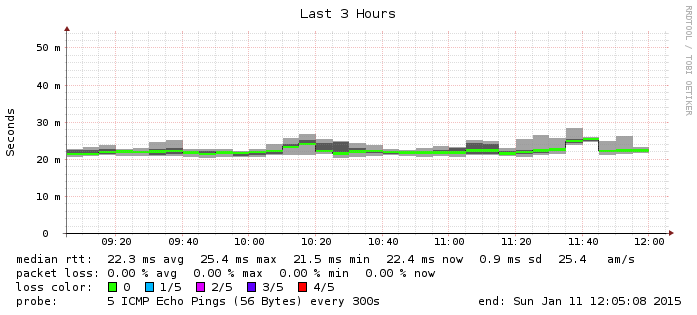 Last 3 Hours
RRDTOOL / TOBI OETIKER
Seconds
50 m
40 m
30 m
20 m
10 m
0
09:20 09:40 10:00 10:20 10:40 11:00 11:20 11:40 12:00
median rtt: 22.3 ms avg 25.4 ms max 21.5 ms min 22.4 ms now 0.9 ms sd 25.4 am/s
packet loss: 0.00 % avg 0.00 % max 0.00 % min 0.00 % now
loss color: 0 1/5 2/5 3/5 4/5
probe: 5 ICMP Echo Pings (56 Bytes) every 300s end: Sun Jan 11 12:05:08 2015